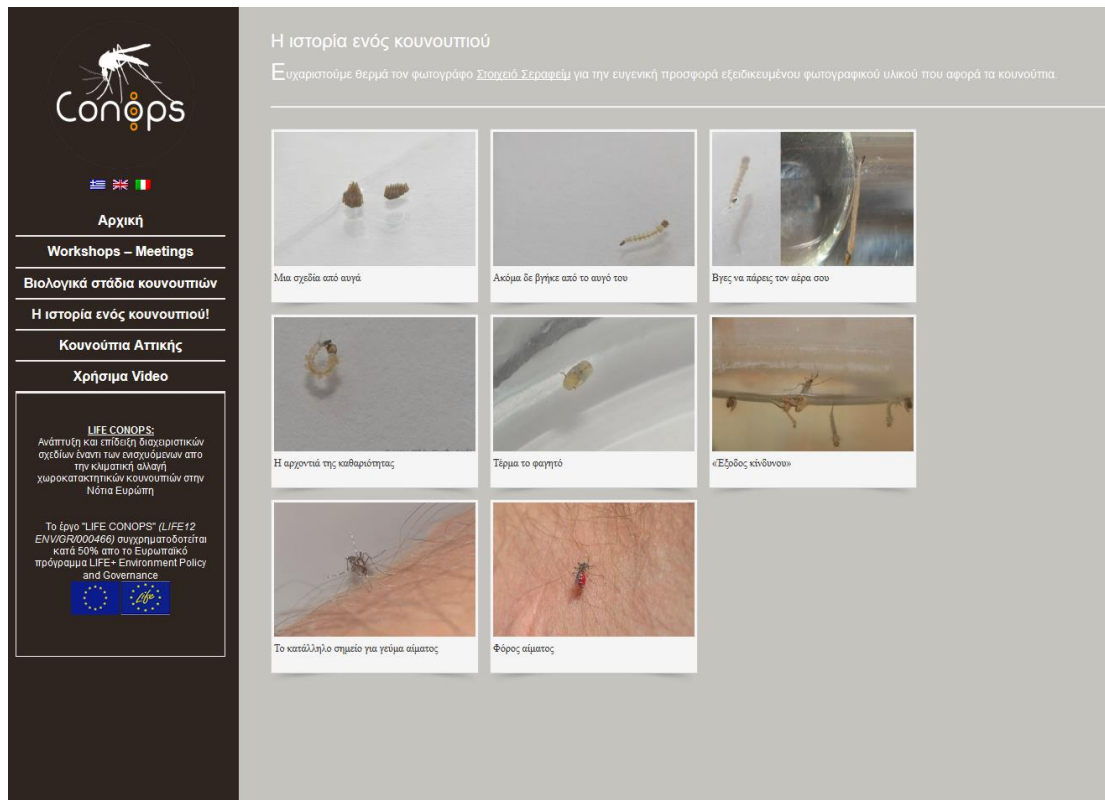 Conops
Αρχική
Workshops – Meetings
Βιολογικά στάδια κουνουπιών
Η ιστορία ενός κουνουπιού!
Κουνούπια Αττικής
Χρήσιμα Video
LIFE CONOPS:
Ανάπτυξη και επίδειξη διαχειριστικών
σχεδίων έναντι των ενισχυόμενων απο
την κλιματική αλλαγή
χωροκατακτητικών κουνουπιών στην
Νότια Ευρώπη
Το έργο "LIFE CONOPS" (LIFE12
ENV/GR/000466) συγχρηματοδοτείται
κατά 50% απο το Ευρωπαϊκό
πρόγραμμα LIFE+ Environment Policy
and Governance
Life
Η ιστορία ενός κουνουπιού
Ευχαριστούμε θερμά τον φωτογράφο Στοιχειό Σεραφείμ για την ευγενική προσφορά εξειδικευμένου φωτογραφικού υλικού που αφορά τα κουνούπια.
Μια σχεδία από αυγά
Ακόμα δε βγήκε από το αυγό του
Βγες να πάρεις τον αέρα σου
Η αρχοντιά της καθαριότητας
Τέρμα το φαγητό
«Έξοδος κίνδυνου»
Το κατάλληλο σημείο για γεύμα αίματος
Φόρος αίματος